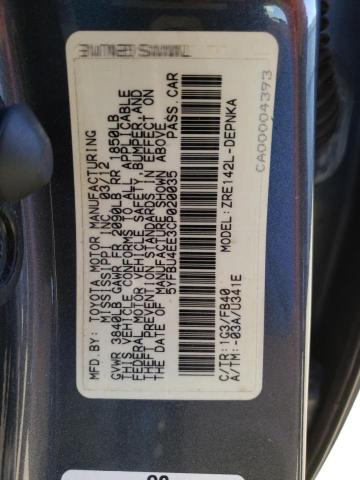 MFD. BY: TOYOTA MOTOR MANUFACTURING
MISSISSIPPI INC. 03/12
GVWR 3840LB GAWR FR 2090LB RR 1850LB
THIS VEHICLE CONFORMS TO ALL APPLICABLE
FEDERAL MOTOR VEHICLE SAFETY, BUMPER, AND
THEFT PREVENTION STANDARDS IN EFFECT ON
THE DATE OF MANUFACTURE SHOWN ABOVE.
5YFBU4EE3CP020035 PASS.CAR
C/TR: 1G3/FB40 MODEL: ZRE142L-DEPNKA
A/TM: -03A/U341E
CA00004393